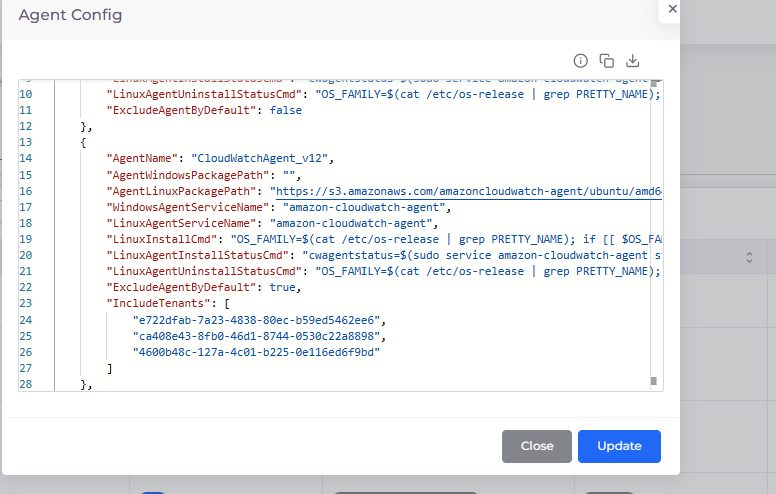 Agent Config
10 "LinuxAgentUninstallStatusCmd": "OS_FAMILY=$(cat /etc/os-release | grep PRETTY_NAME);
11 "ExcludeAgentByDefault": false
12 },
13 {
14 "AgentName": "CloudWatchAgent_v12",
15 "AgentWindowsPackagePath": "",
16 "AgentLinuxPackagePath": "https://s3.amazonaws.com/amazoncloudwatch-agent/ubuntu/amd6
17 "WindowsAgentServiceName": "amazon-cloudwatch-agent",
18 "LinuxAgentServiceName": "amazon-cloudwatch-agent",
19 "LinuxInstallCmd": "OS_FAMILY=$(cat /etc/os-release | grep PRETTY_NAME); if [[ $OS_FA
20 "LinuxAgentInstallStatusCmd": "cwagentstatus=$(sudo service amazon-cloudwatch-agent s
21 "LinuxAgentUninstallStatusCmd": "OS_FAMILY=$(cat /etc/os-release | grep PRETTY_NAME);
22 "ExcludeAgentByDefault": true,
23 "IncludeTenants": [
24 "e722dfab-7a23-4838-80ec-b59ed5462ee6",
25 "ca408e43-8fb0-46d1-8744-0530c22a8898",
26 "4600b48c-127a-4c01-b225-0e116ed6f9bd"
27 ]
28 },
Close
Update